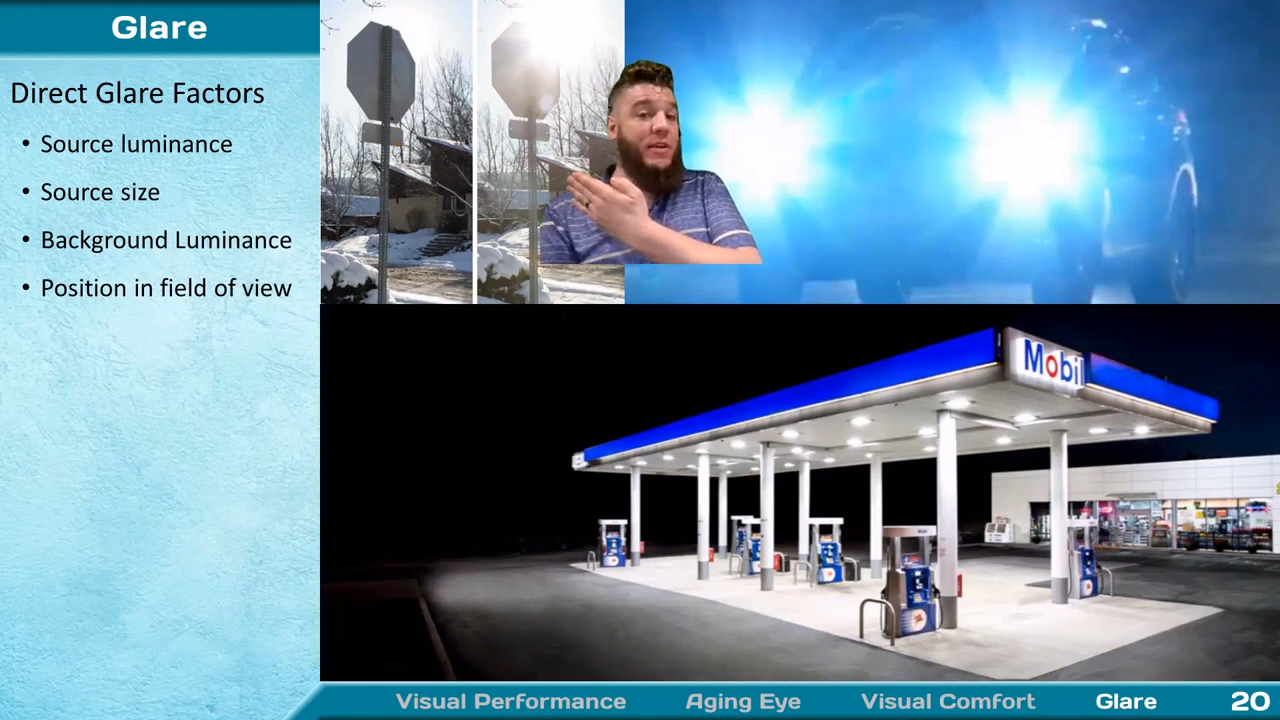 Glare
Direct Glare Factors
• Source luminance
• Source size
• Background Luminance
• Position in field of view
Mobil
Visual Performance
Aging Eye
Visual Comfort
Glare
20